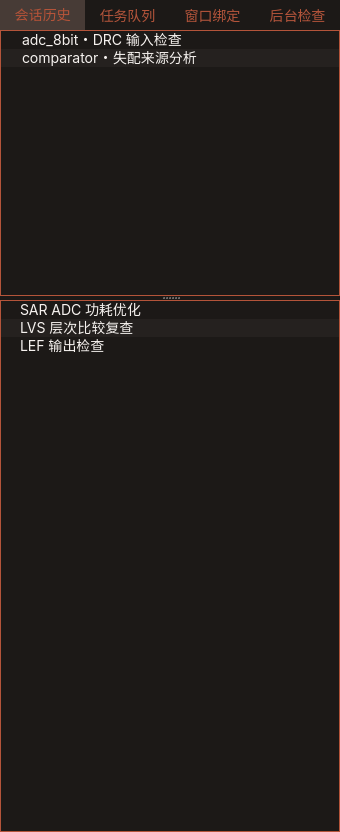 会话历史 任务队列 窗口绑定 后台检查
adc_8bit · DRC 输入检查
comparator · 失配来源分析
SAR ADC 功耗优化
LVS 层次比较复查
LEF 输出检查